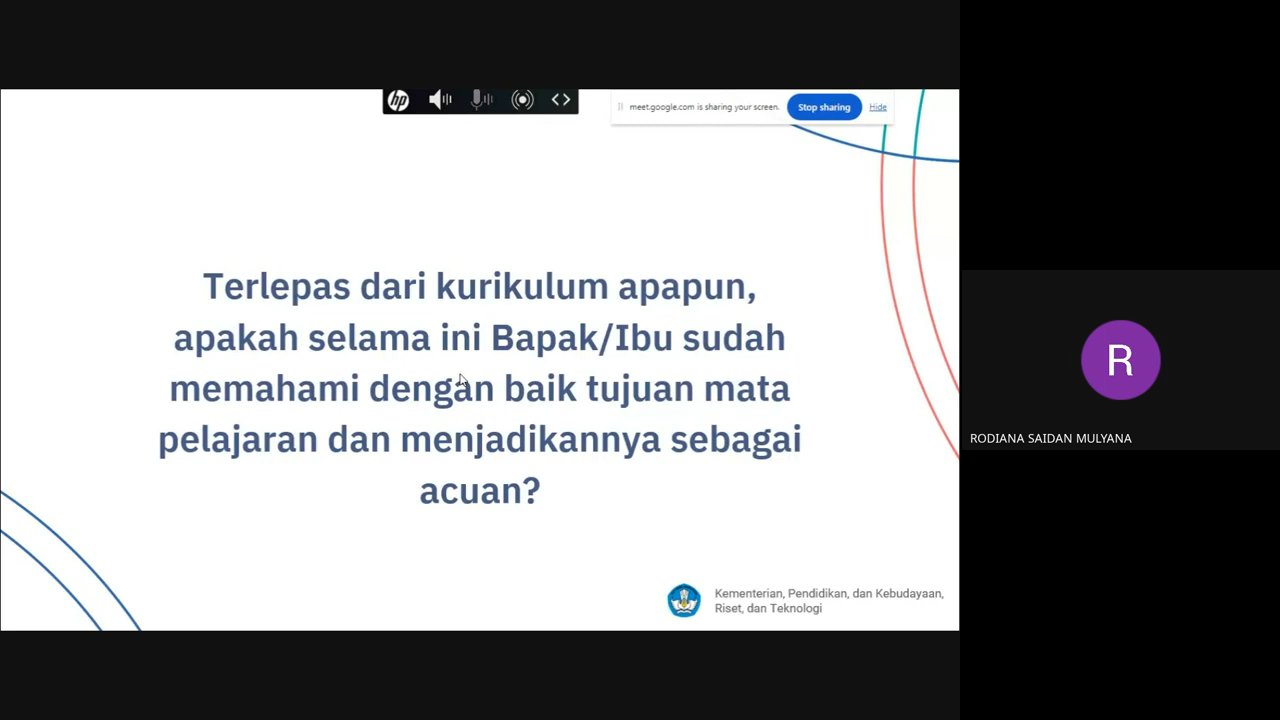 hp
meet.google.com is sharing your screen.
Stop sharing
Hide
Terlepas dari kurikulum apapun,
apakah selama ini Bapak/Ibu sudah
memahami dengan baik tujuan mata
pelajaran dan menjadikannya sebagai
acuan?
Kementerian, Pendidikan, dan Kebudayaan,
Riset, dan Teknologi
R
RODIANA SAIDAN MULYANA